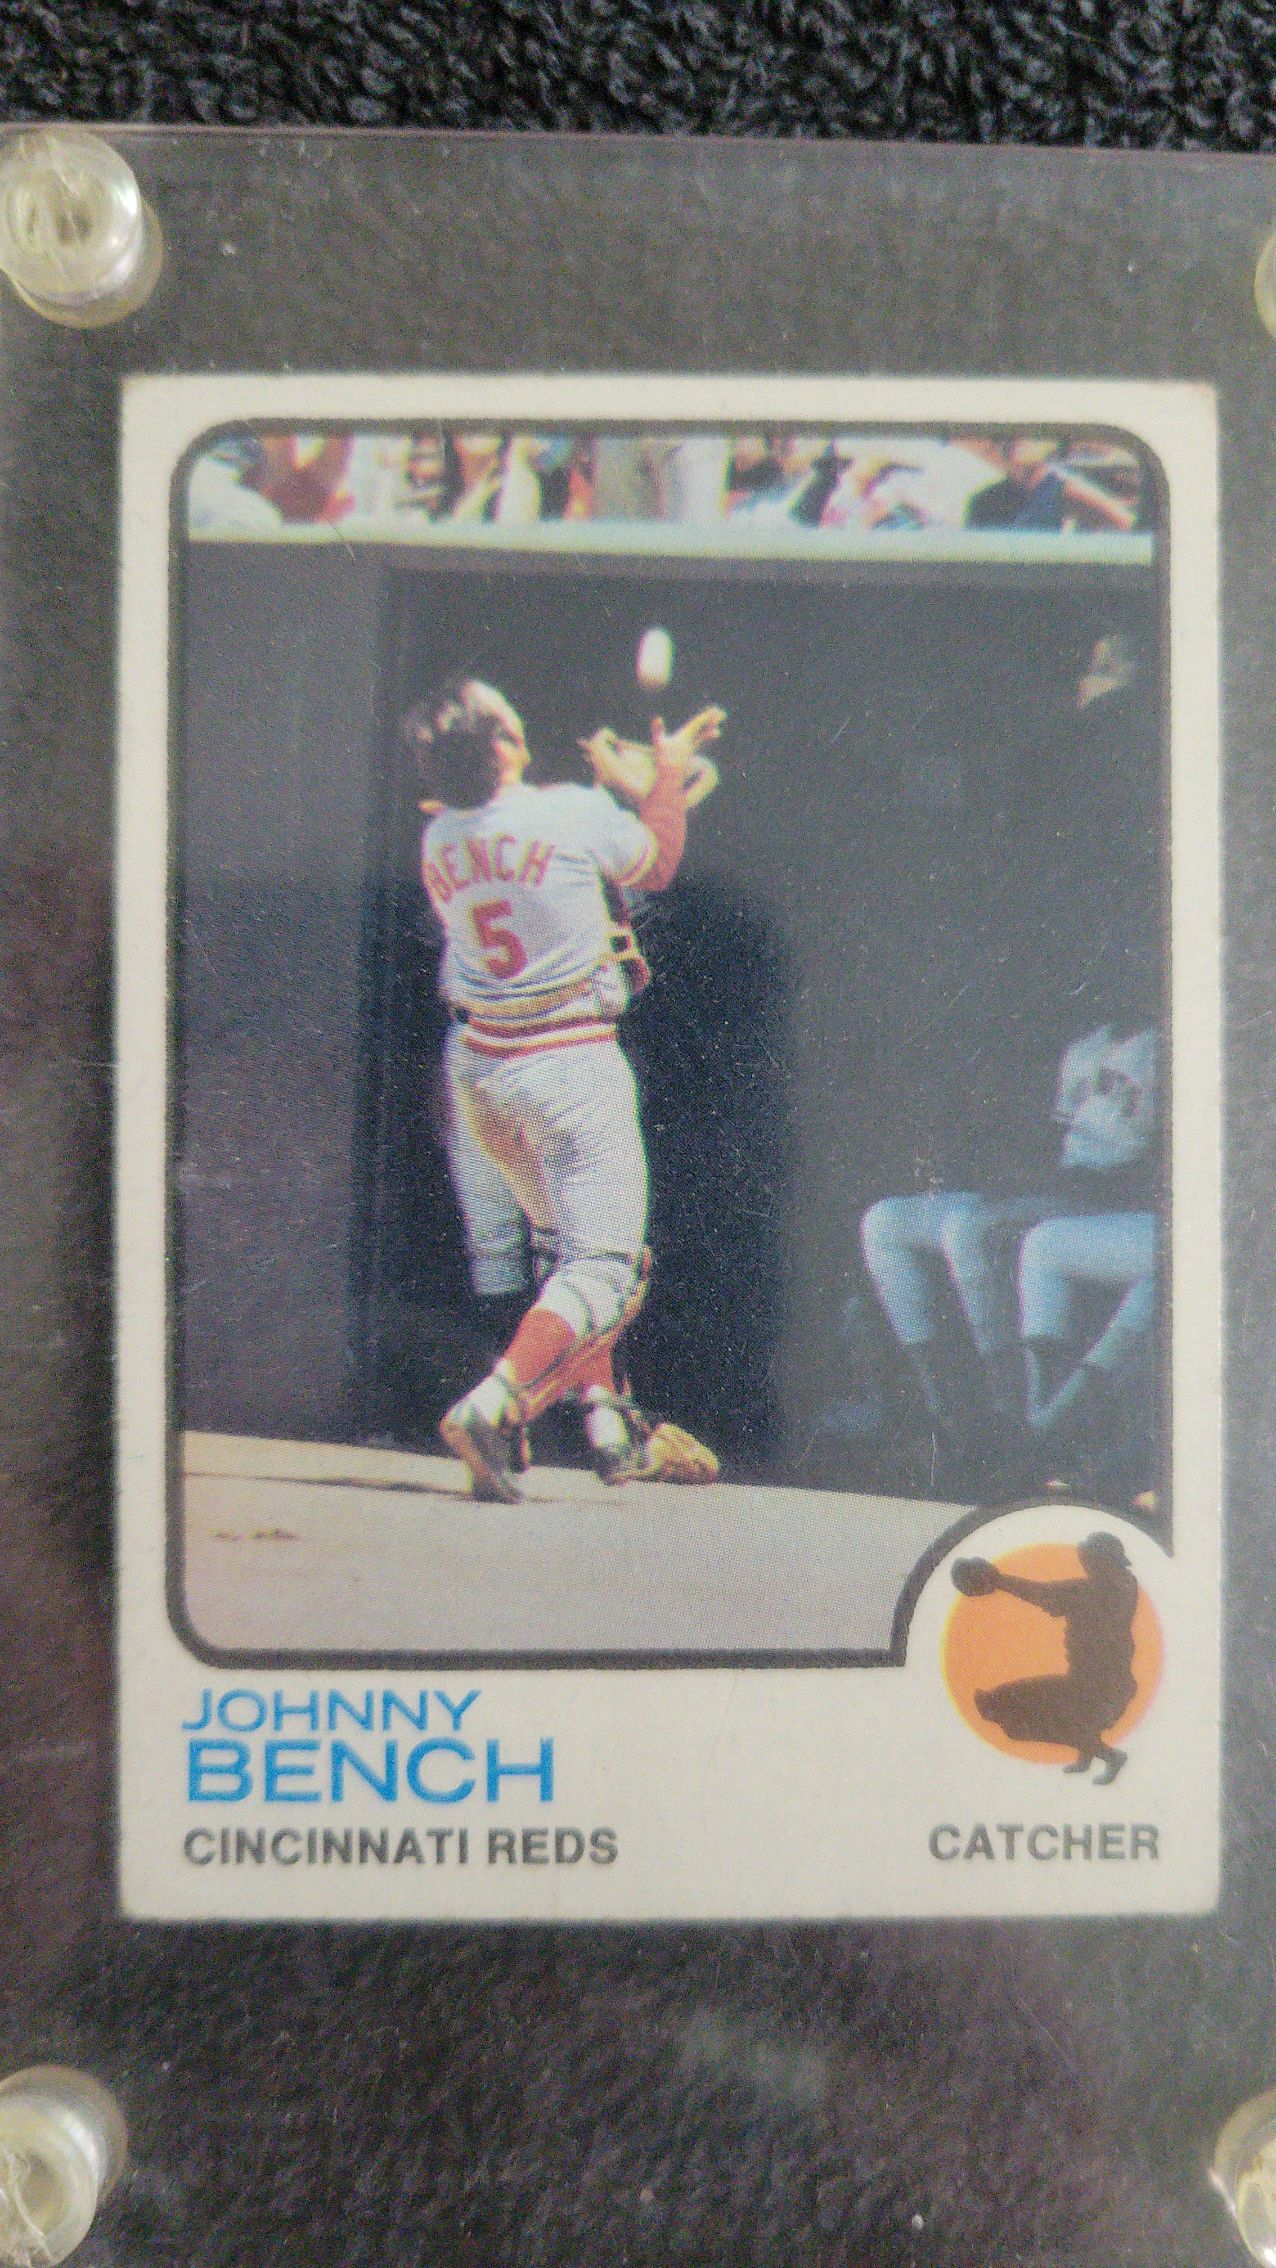 BENCH
5
JOHNNY
BENCH
CINCINNATI REDS
CATCHER